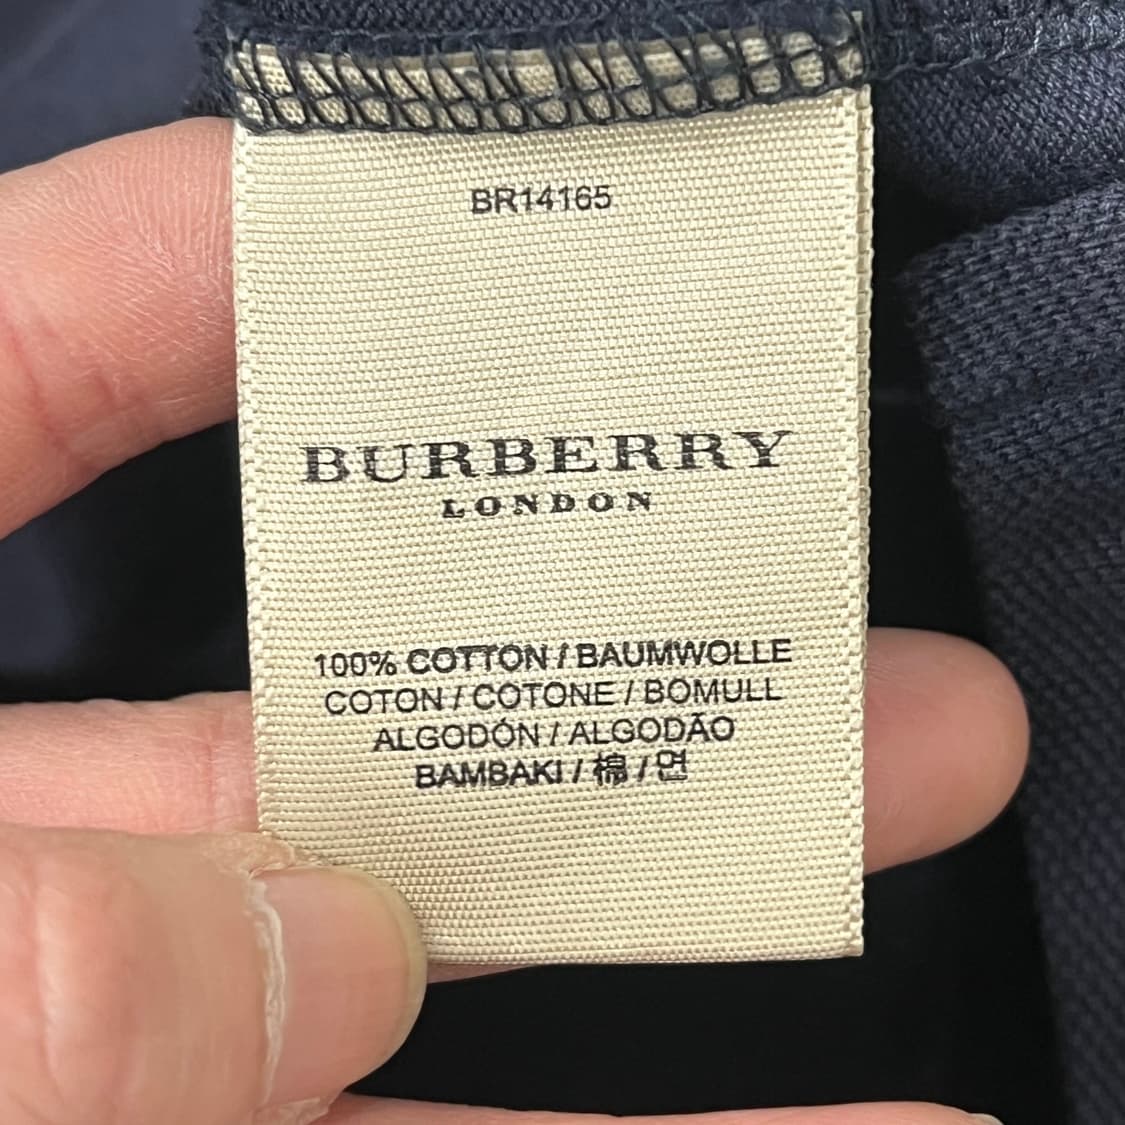 BR14165
BURBERRY
LONDON
100% COTTON / BAUMWOLLE
COTON / COTONE / BOMULL
ALGODÓN / ALGODÃO
BAMBAKI / 棉 / 면